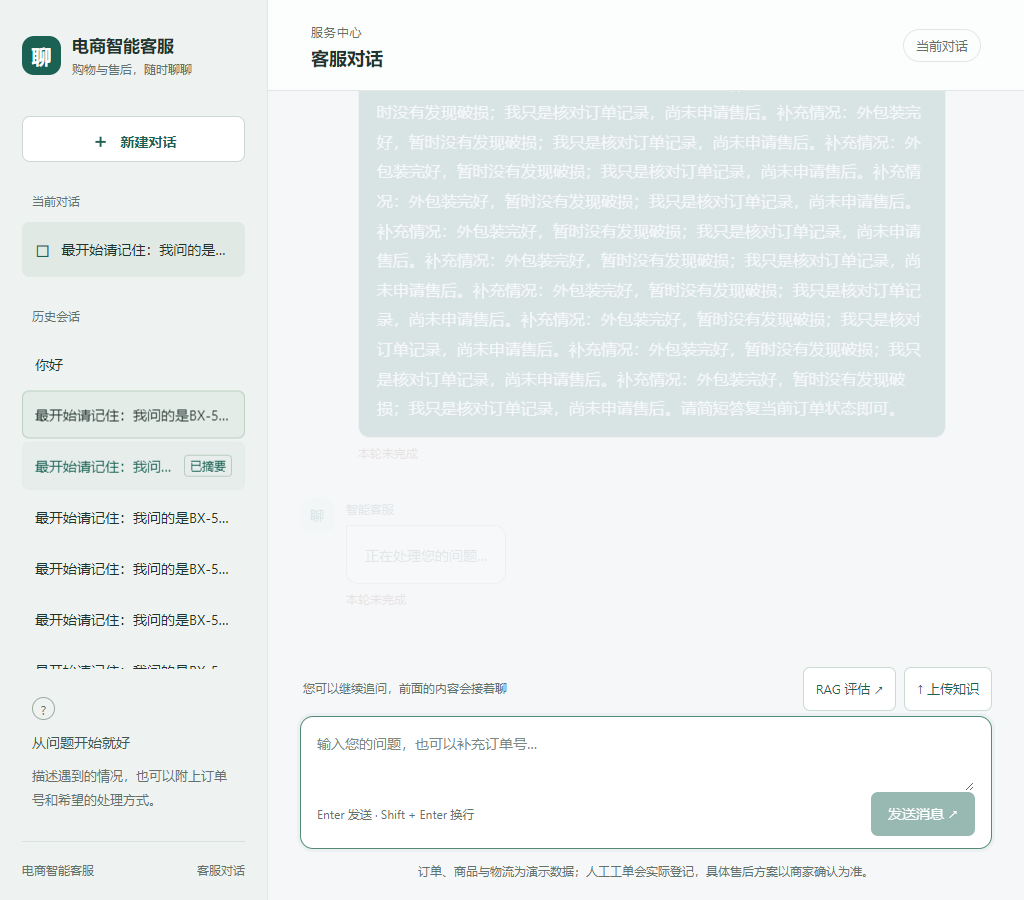 聊
电商智能客服
购物与售后，随时聊聊
+ 新建对话
当前对话
最开始请记住：我问的是...
历史会话
你好
最开始请记住：我问的是BX-5...
最开始请记住：我问... 已摘要
最开始请记住：我问的是BX-5...
最开始请记住：我问的是BX-5...
最开始请记住：我问的是BX-5...
最开始请记住：我问的是BX-5...
?
从问题开始就好
描述遇到的情况，也可以附上订单
号和希望的处理方式。
电商智能客服 客服对话
服务中心
客服对话
当前对话
时没有发现破损；我只是核对订单记录，尚未申请售后。补充情况：外包装完
好，暂时没有发现破损；我只是核对订单记录，尚未申请售后。补充情况：外
包装完好，暂时没有发现破损；我只是核对订单记录，尚未申请售后。补充情
况：外包装完好，暂时没有发现破损；我只是核对订单记录，尚未申请售后。
补充情况：外包装完好，暂时没有发现破损；我只是核对订单记录，尚未申请
售后。补充情况：外包装完好，暂时没有发现破损；我只是核对订单记录，尚
未申请售后。补充情况：外包装完好，暂时没有发现破损；我只是核对订单记
录，尚未申请售后。补充情况：外包装完好，暂时没有发现破损；我只是核对
订单记录，尚未申请售后。补充情况：外包装完好，暂时没有发现破损；我只
是核对订单记录，尚未申请售后。补充情况：外包装完好，暂时没有发现破
损；我只是核对订单记录，尚未申请售后。请简短答复当前订单状态即可。
本轮未完成
聊
智能客服
正在处理您的问题...
本轮未完成
您可以继续追问，前面的内容会接着聊
RAG 评估 ↗
↑ 上传知识
输入您的问题，也可以补充订单号...
Enter 发送 · Shift + Enter 换行
发送消息 ↗
订单、商品与物流为演示数据；人工工单会实际登记，具体售后方案以商家确认为准。